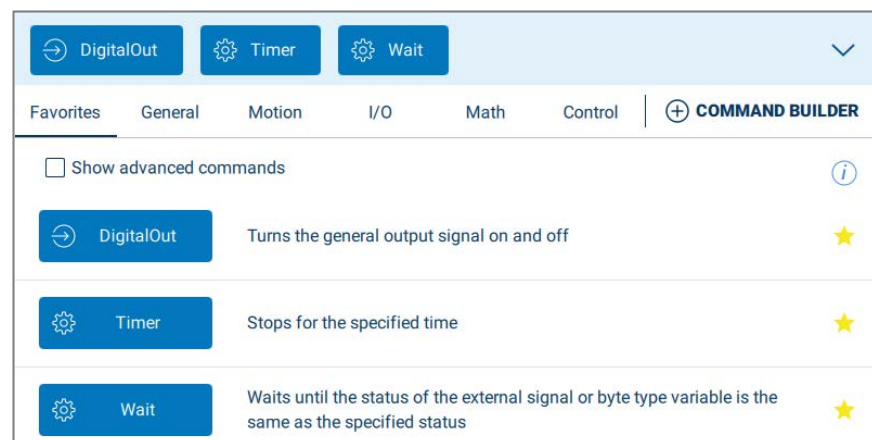 DigitalOut Timer Wait
Favorites General Motion I/O Math Control COMMAND BUILDER
Show advanced commands
DigitalOut Turns the general output signal on and off
Timer Stops for the specified time
Wait Waits until the status of the external signal or byte type variable is the
same as the specified status